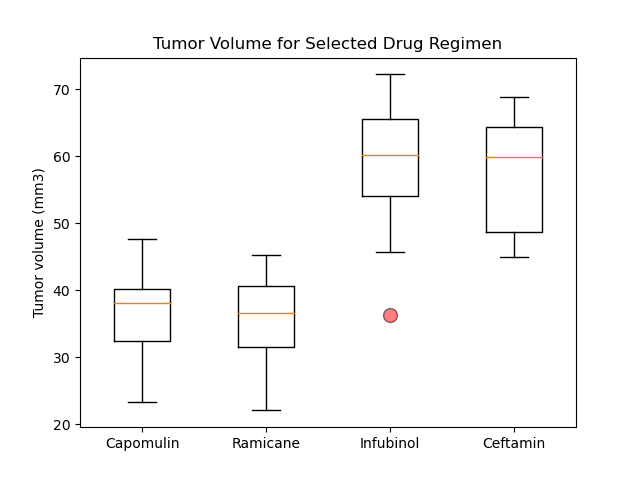 Tumor Volume for Selected Drug Regimen
Tumor volume (mm3)
70
60
50
40
30
20
Capomulin Ramicane Infubinol Ceftamin